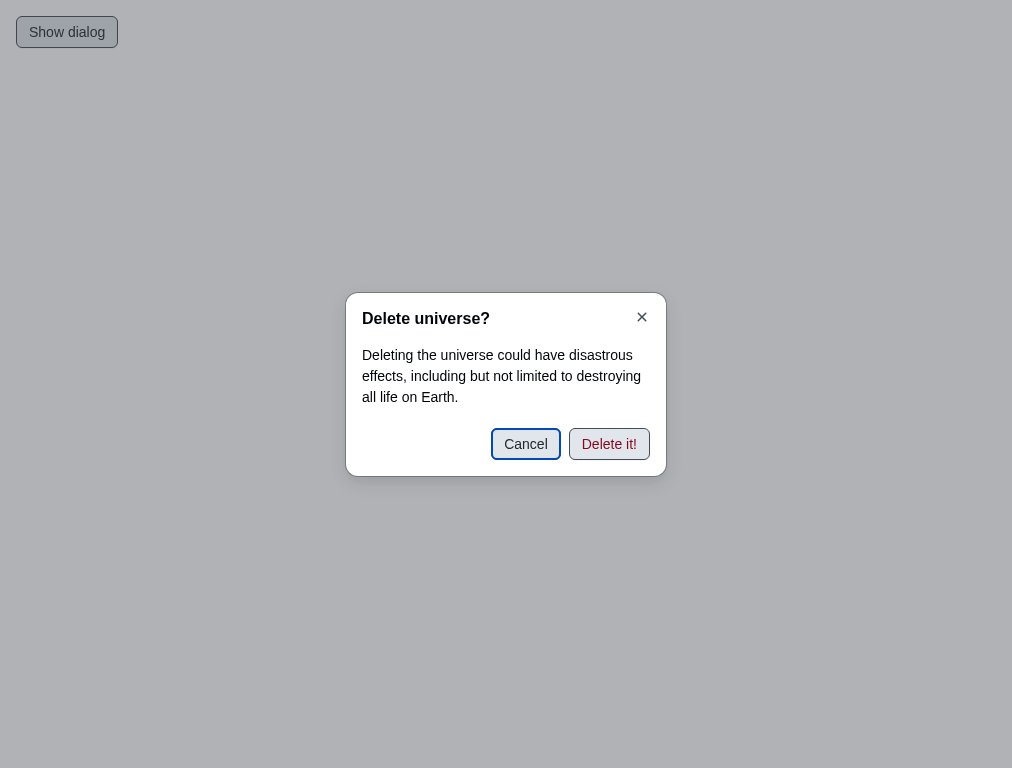 Show dialog
Delete universe?
Deleting the universe could have disastrous
effects, including but not limited to destroying
all life on Earth.
Cancel
Delete it!